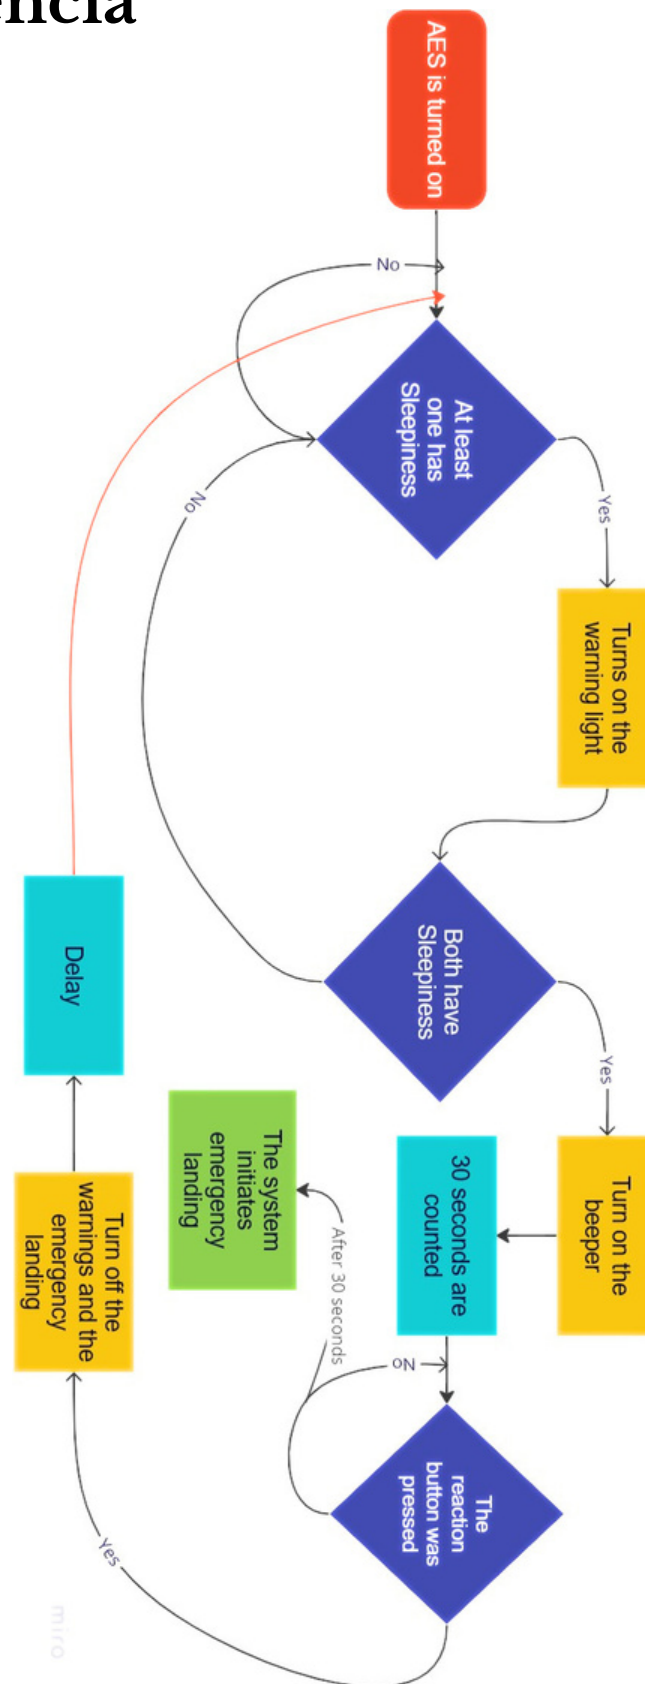 encia
AES is turned on
No
At least
one has
Sleepiness
Yes
Turns on the
warning light
No
Both have
Sleepiness
Yes
Turn on the
beeper
30 seconds are
counted
No
The
reaction
button was
pressed
After 30 seconds
The system
initiates
emergency
landing
Yes
Turn off the
warnings and the
emergency
landing
Delay
miro